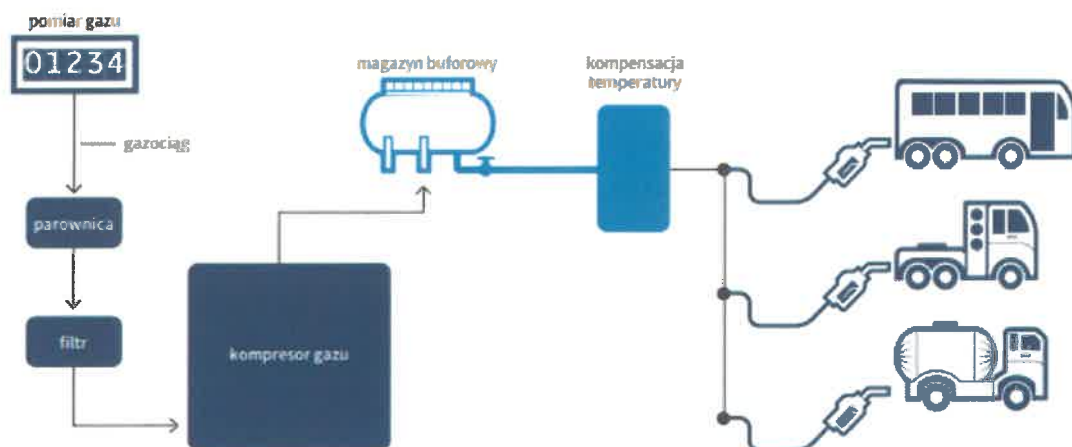 pomiar gazu
01234
gazociąg
parownica
filtr
kompresor gazu
magazyn buforowy
kompensacja
temperatury